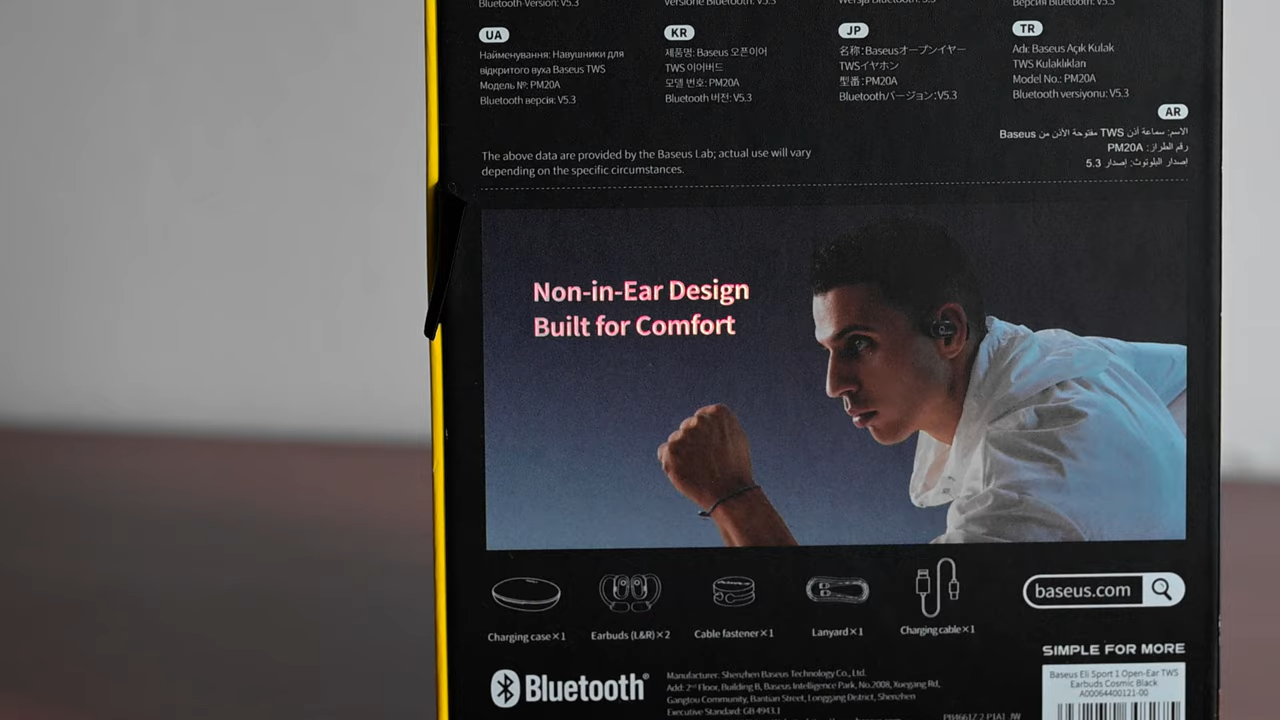 Bluetooth-Version: V5.3
UA
Найменування: Навушники для
відкритого вуха Baseus TWS
Модель №: PM20A
Bluetooth версія: V5.3
KR
제품명: Baseus 오픈이어
TWS 이어버드
모델 번호: PM20A
Bluetooth 버전: V5.3
JP
名称:Baseusオープンイヤー
TWSイヤホン
型番:PM20A
Bluetoothバージョン:V5.3
TR
Adı: Baseus Açık Kulak
TWS Kulaklıkları
Model No.: PM20A
Bluetooth versiyonu: V5.3
AR
الاسم: سماعة أذن TWS مفتوحة الأذن من Baseus
رقم الطراز: PM20A
إصدار البلوتوث: إصدار 5.3
The above data are provided by the Baseus Lab; actual use will vary
depending on the specific circumstances.
Non-in-Ear Design
Built for Comfort
Charging case×1
Earbuds (L&R)×2
Cable fastener×1
Lanyard×1
Charging cable×1
baseus.com
SIMPLE FOR MORE
Bluetooth®
Manufacturer: Shenzhen Baseus Technology Co., Ltd.
Add: 2nd Floor, Building B, Baseus Intelligence Park, No.2008, Xuegang Rd,
Gangtou Community, Bantian Street, Longgang District, Shenzhen
Executive Standard: GB 4943.1
Baseus Eli Sport 1 Open-Ear TWS
Earbuds Cosmic Black
A00064400121-00